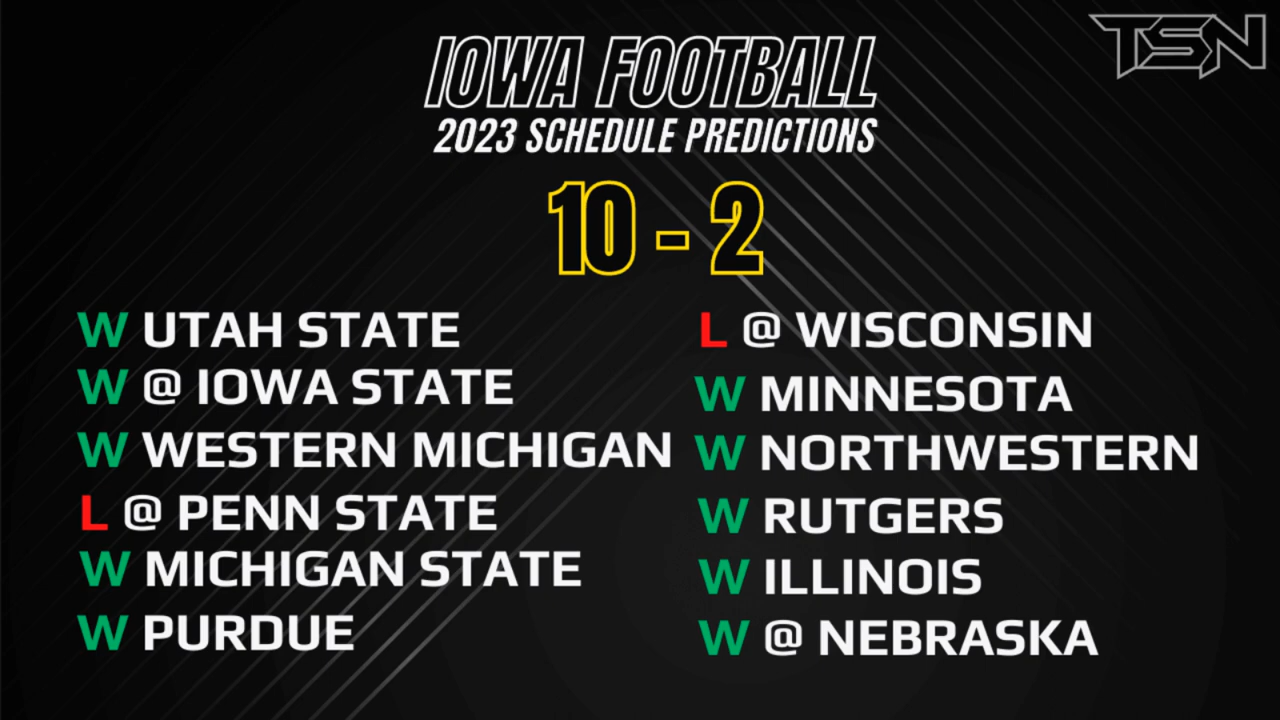 TSN
IOWA FOOTBALL
2023 SCHEDULE PREDICTIONS
10 - 2
W UTAH STATE
W @ IOWA STATE
W WESTERN MICHIGAN
L @ PENN STATE
W MICHIGAN STATE
W PURDUE
L @ WISCONSIN
W MINNESOTA
W NORTHWESTERN
W RUTGERS
W ILLINOIS
W @ NEBRASKA